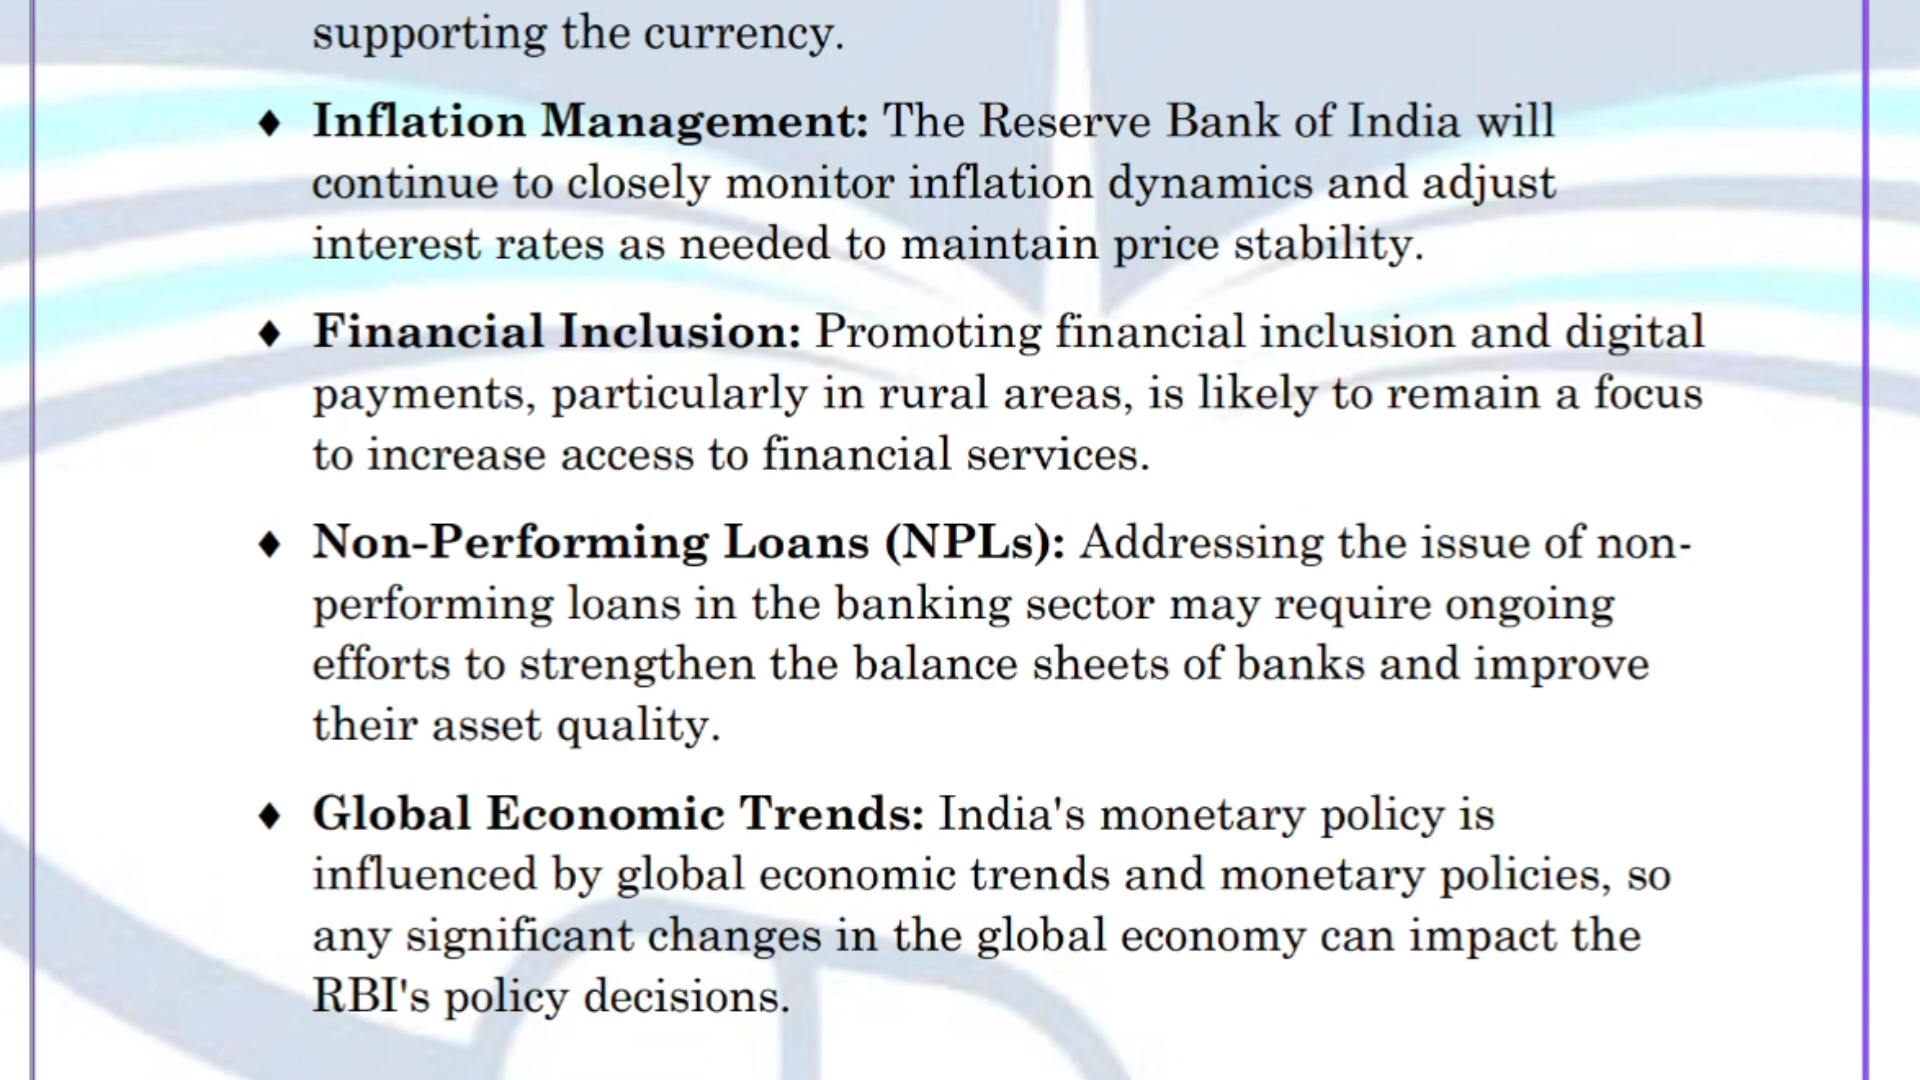 supporting the currency.
♦ Inflation Management: The Reserve Bank of India will
continue to closely monitor inflation dynamics and adjust
interest rates as needed to maintain price stability.
♦ Financial Inclusion: Promoting financial inclusion and digital
payments, particularly in rural areas, is likely to remain a focus
to increase access to financial services.
♦ Non-Performing Loans (NPLs): Addressing the issue of non-
performing loans in the banking sector may require ongoing
efforts to strengthen the balance sheets of banks and improve
their asset quality.
♦ Global Economic Trends: India's monetary policy is
influenced by global economic trends and monetary policies, so
any significant changes in the global economy can impact the
RBI's policy decisions.